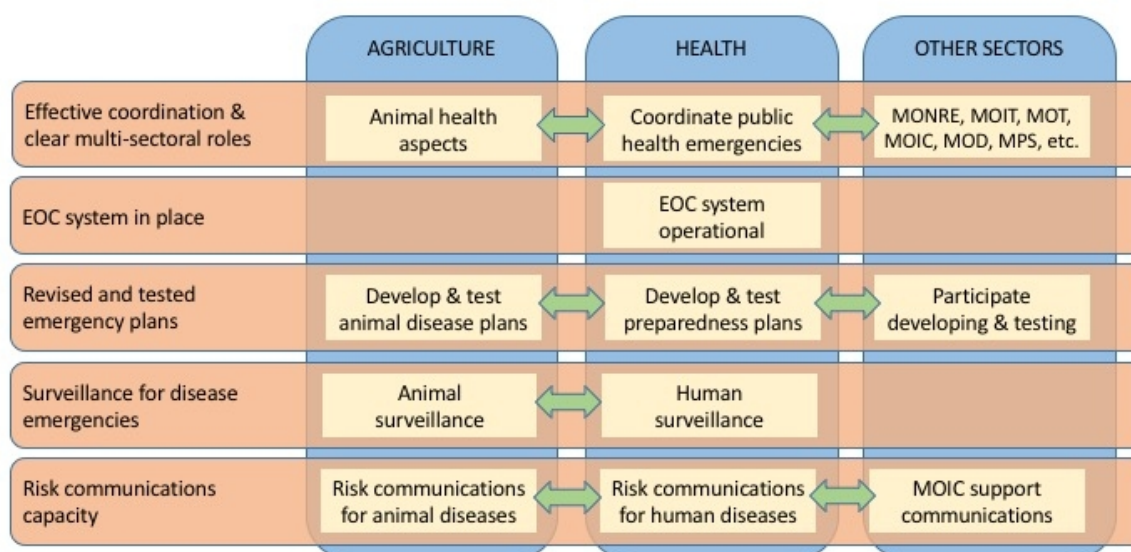 AGRICULTURE
HEALTH
OTHER SECTORS
Effective coordination &
clear multi-sectoral roles
Animal health
aspects
Coordinate public
health emergencies
MONRE, MOIT, MOT,
MOIC, MOD, MPS, etc.
EOC system in place
EOC system
operational
Revised and tested
emergency plans
Develop & test
animal disease plans
Develop & test
preparedness plans
Participate
developing & testing
Surveillance for disease
emergencies
Animal
surveillance
Human
surveillance
Risk communications
capacity
Risk communications
for animal diseases
Risk communications
for human diseases
MOIC support
communications